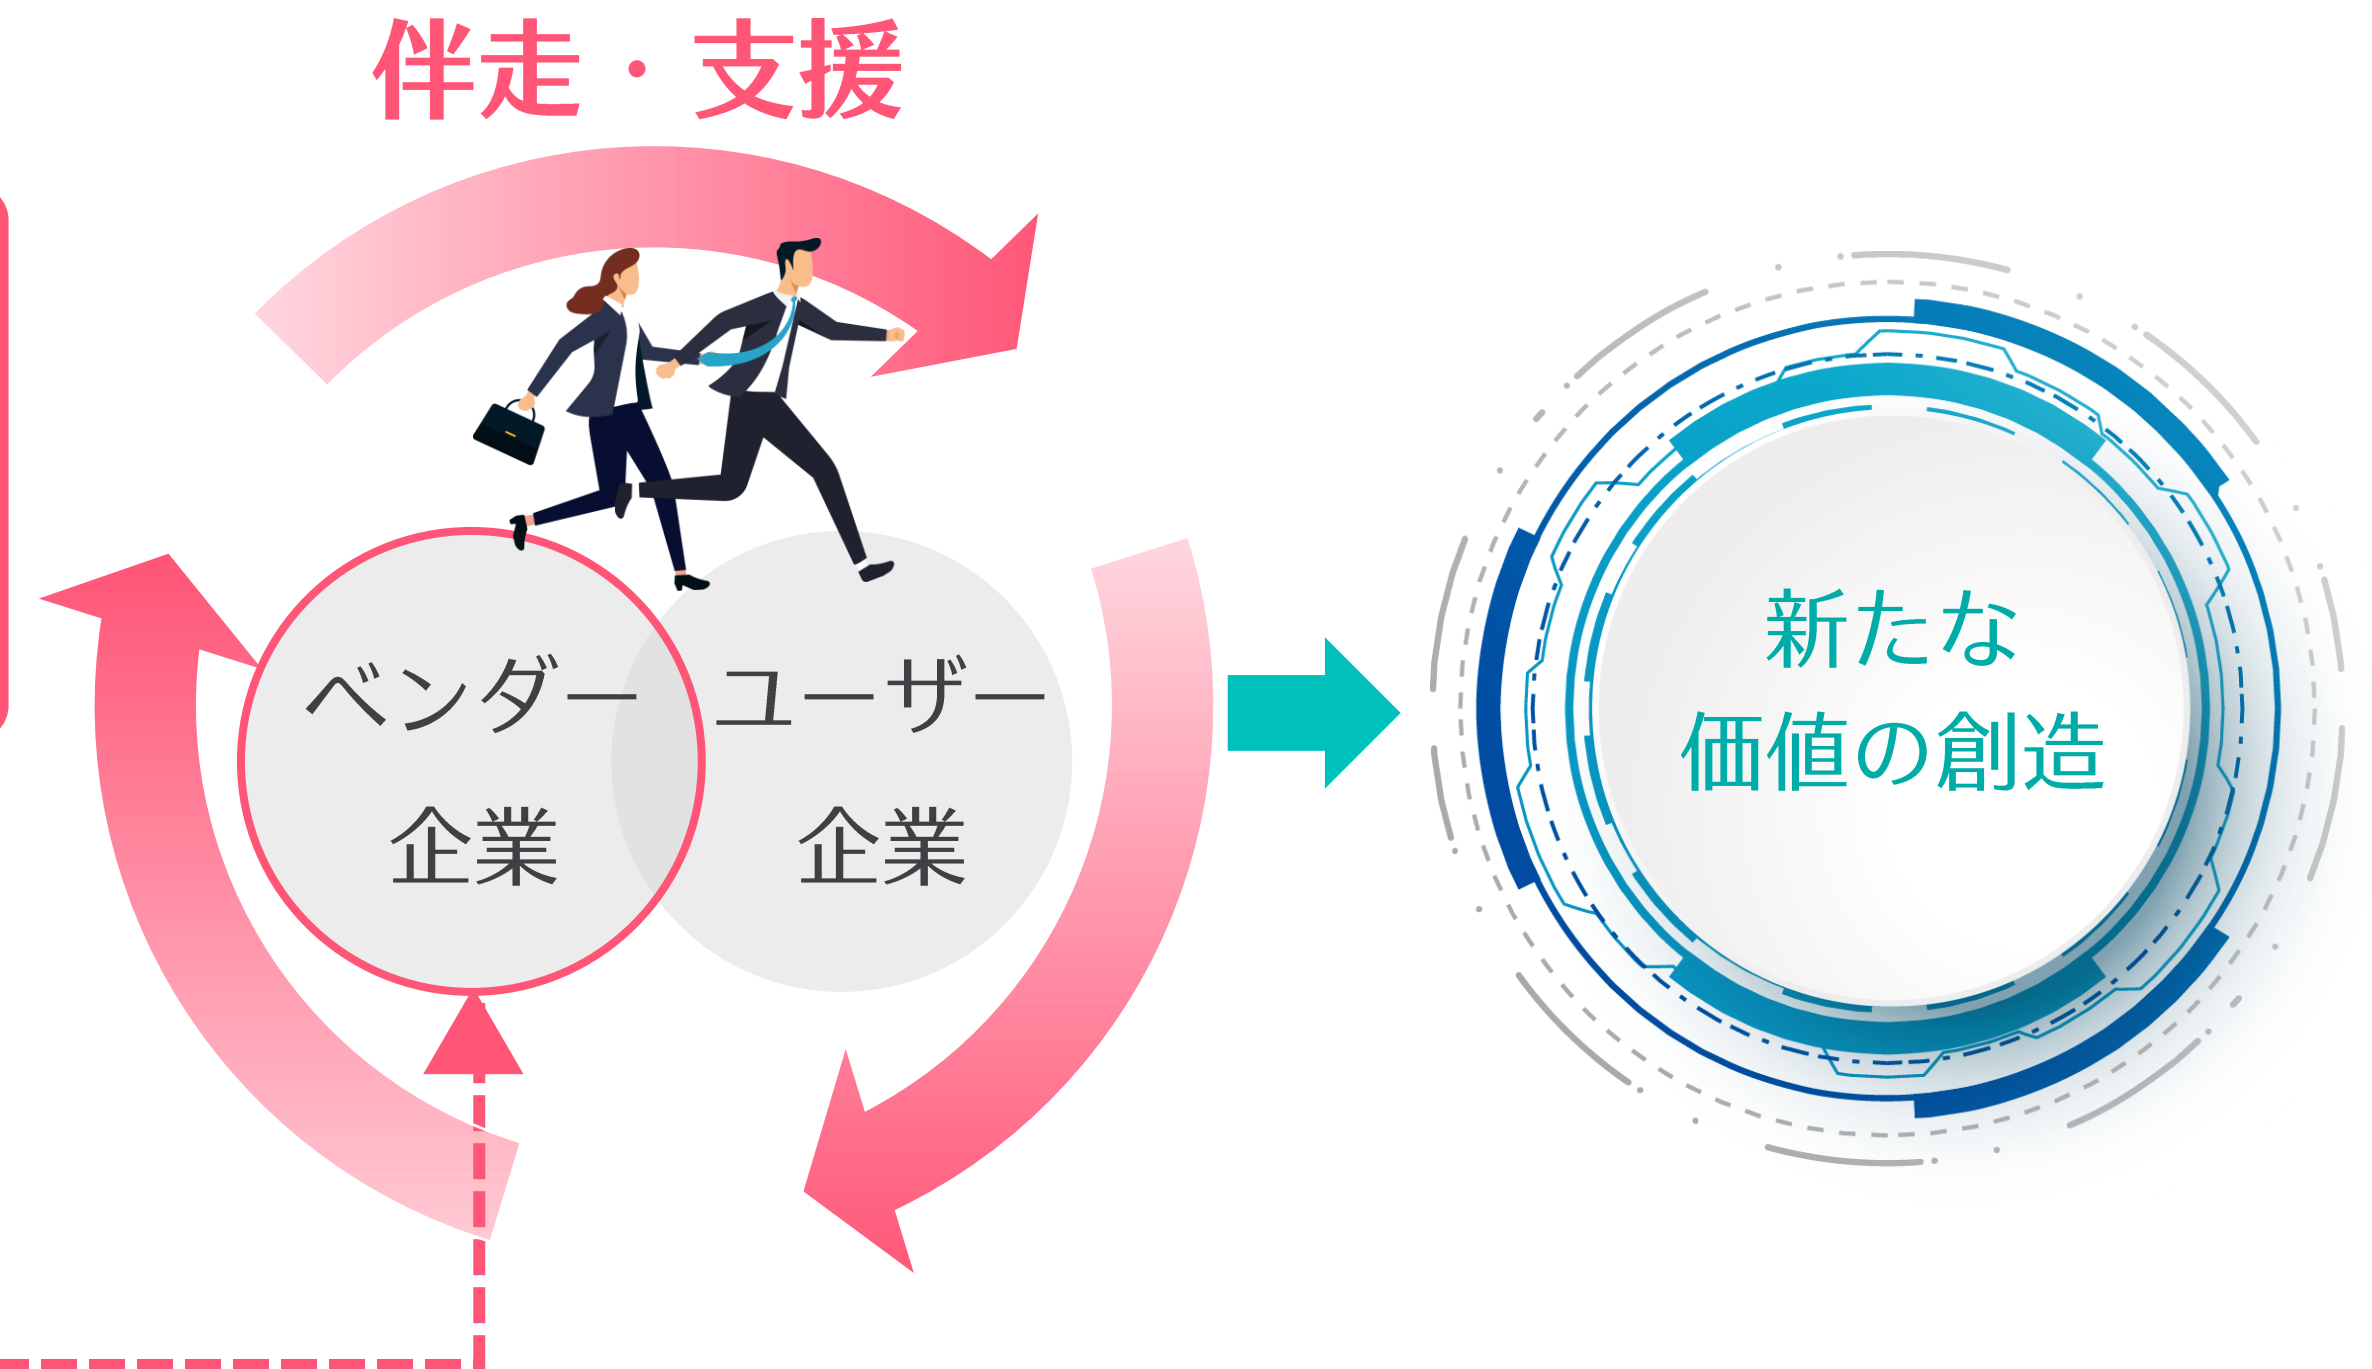 伴走・支援
ベンダー
企業
ユーザー
企業
新たな
価値の創造